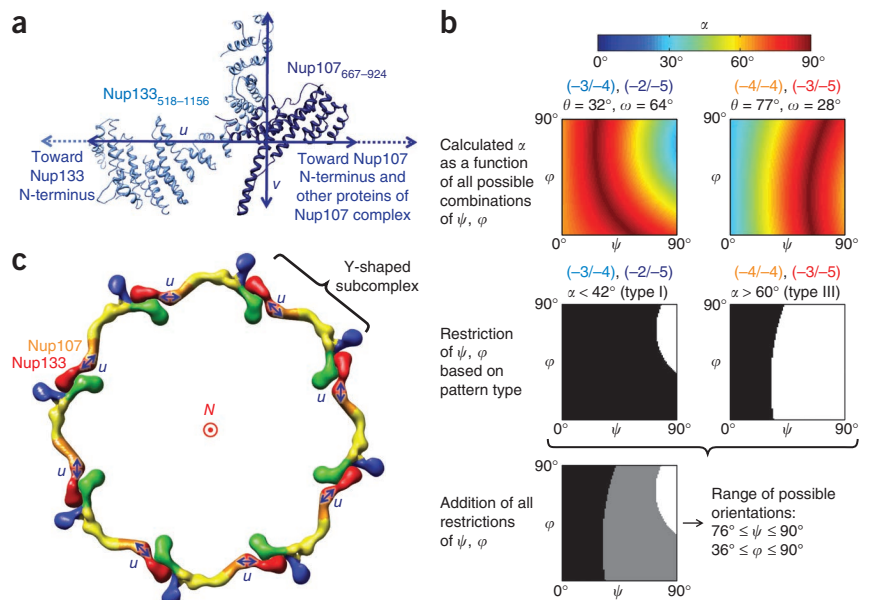 a
Nup133518–1156
Nup107667–924
u
v
Toward
Nup133
N-terminus
Toward Nup107
N-terminus and
other proteins of
Nup107 complex
c
Y-shaped
subcomplex
u
u
Nup107
Nup133
u
u
N
u
u
u
u
b
α
0°
30°
60°
90°
(−3/−4), (−2/−5)
(−4/−4), (−3/−5)
θ = 32°, ω = 64°
θ = 77°, ω = 28°
Calculated α
as a function
of all possible
combinations
of ψ, φ
90°
φ
0°
ψ
90°
90°
φ
0°
ψ
90°
(−3/−4), (−2/−5)
(−4/−4), (−3/−5)
α < 42° (type I)
α > 60° (type III)
Restriction
of ψ, φ
based on
pattern type
90°
φ
0°
ψ
90°
90°
φ
0°
ψ
90°
Addition of all
restrictions
of ψ, φ
90°
φ
0°
ψ
90°
Range of possible
orientations:
76° ≤ ψ ≤ 90°
36° ≤ φ ≤ 90°